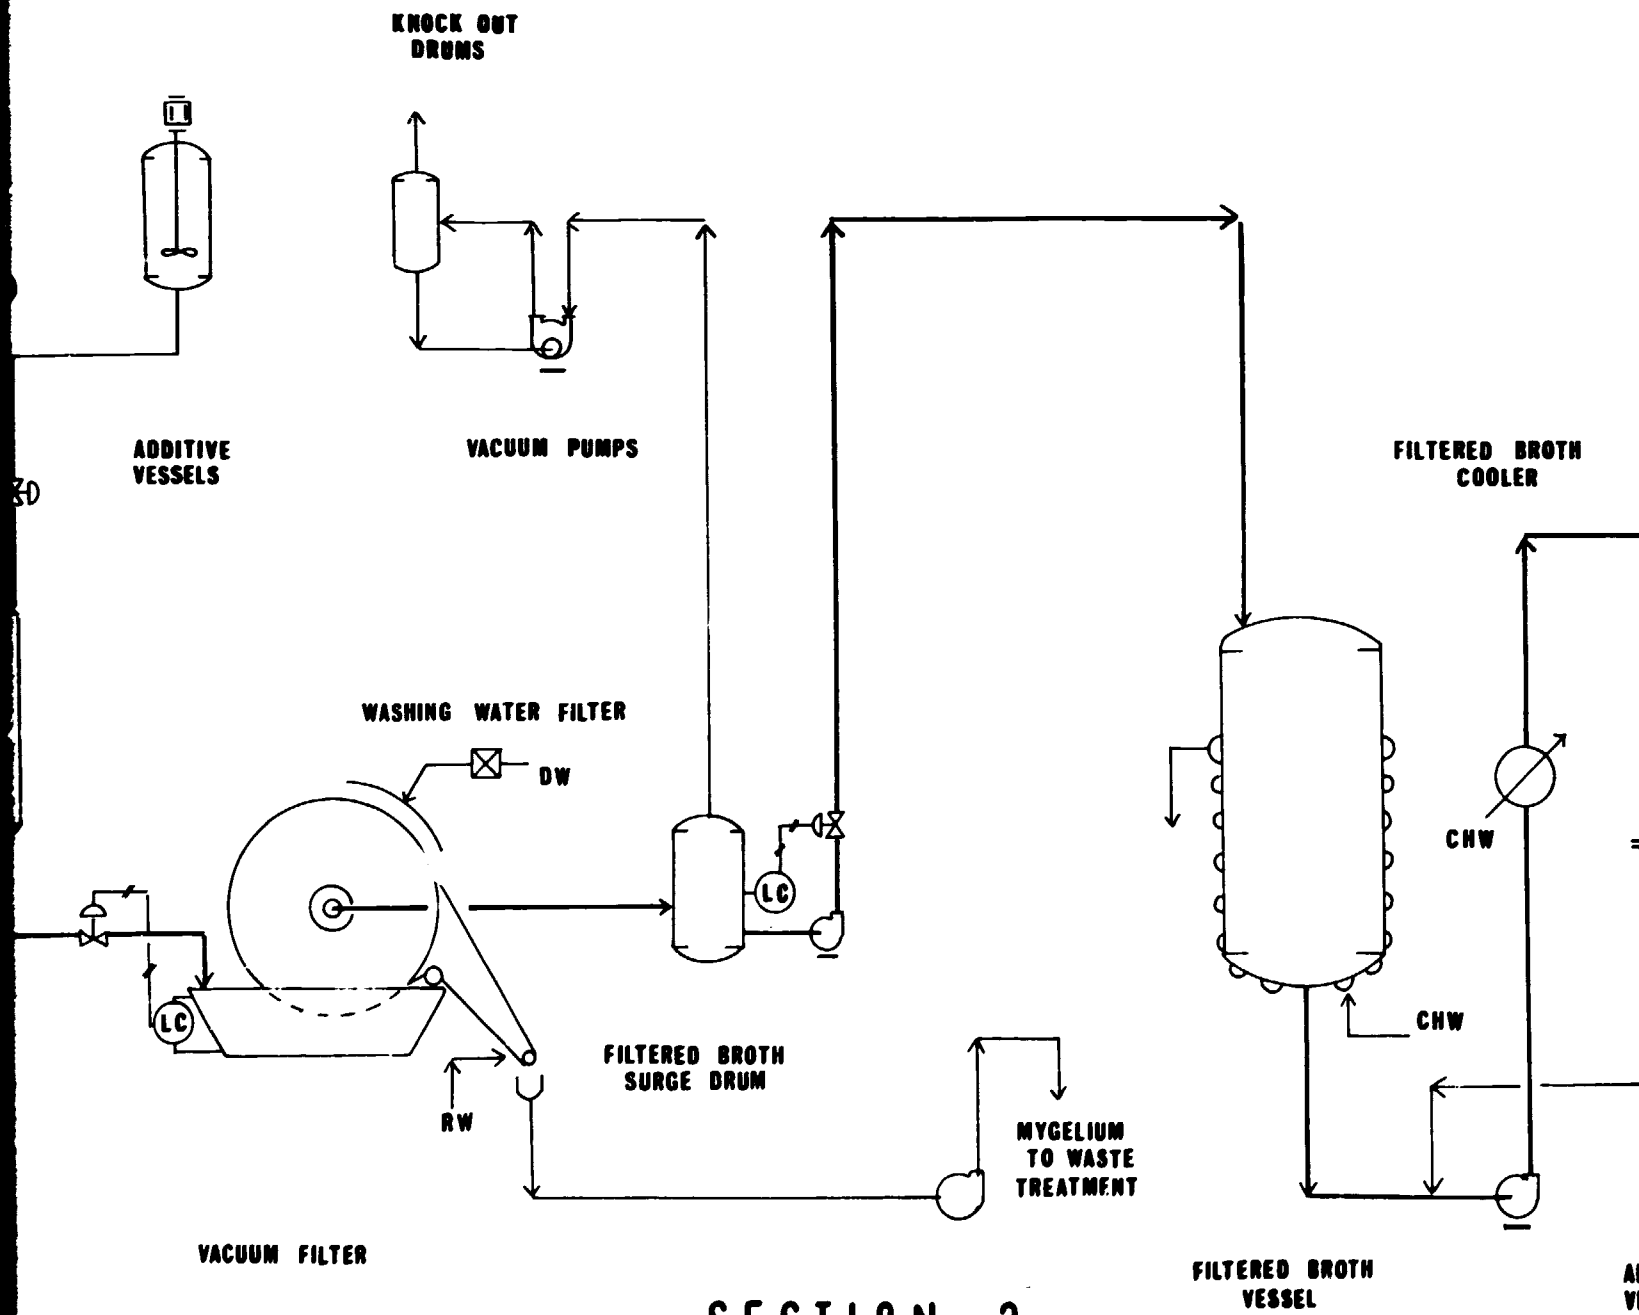 KNOCK OUT
DRUMS
ADDITIVE
VESSELS
VACUUM PUMPS
FILTERED BROTH
COOLER
WASHING WATER FILTER
DW
CHW
LC
LC
CHW
FILTERED BROTH
SURGE DRUM
RW
MYGELIUM
TO WASTE
TREATMENT
VACUUM FILTER
FILTERED BROTH
VESSEL